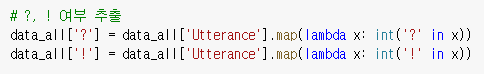 # ?, ! 여부 추출
data_all['?'] = data_all['Utterance'].map(lambda x: int('?' in x))
data_all['!'] = data_all['Utterance'].map(lambda x: int('!' in x))